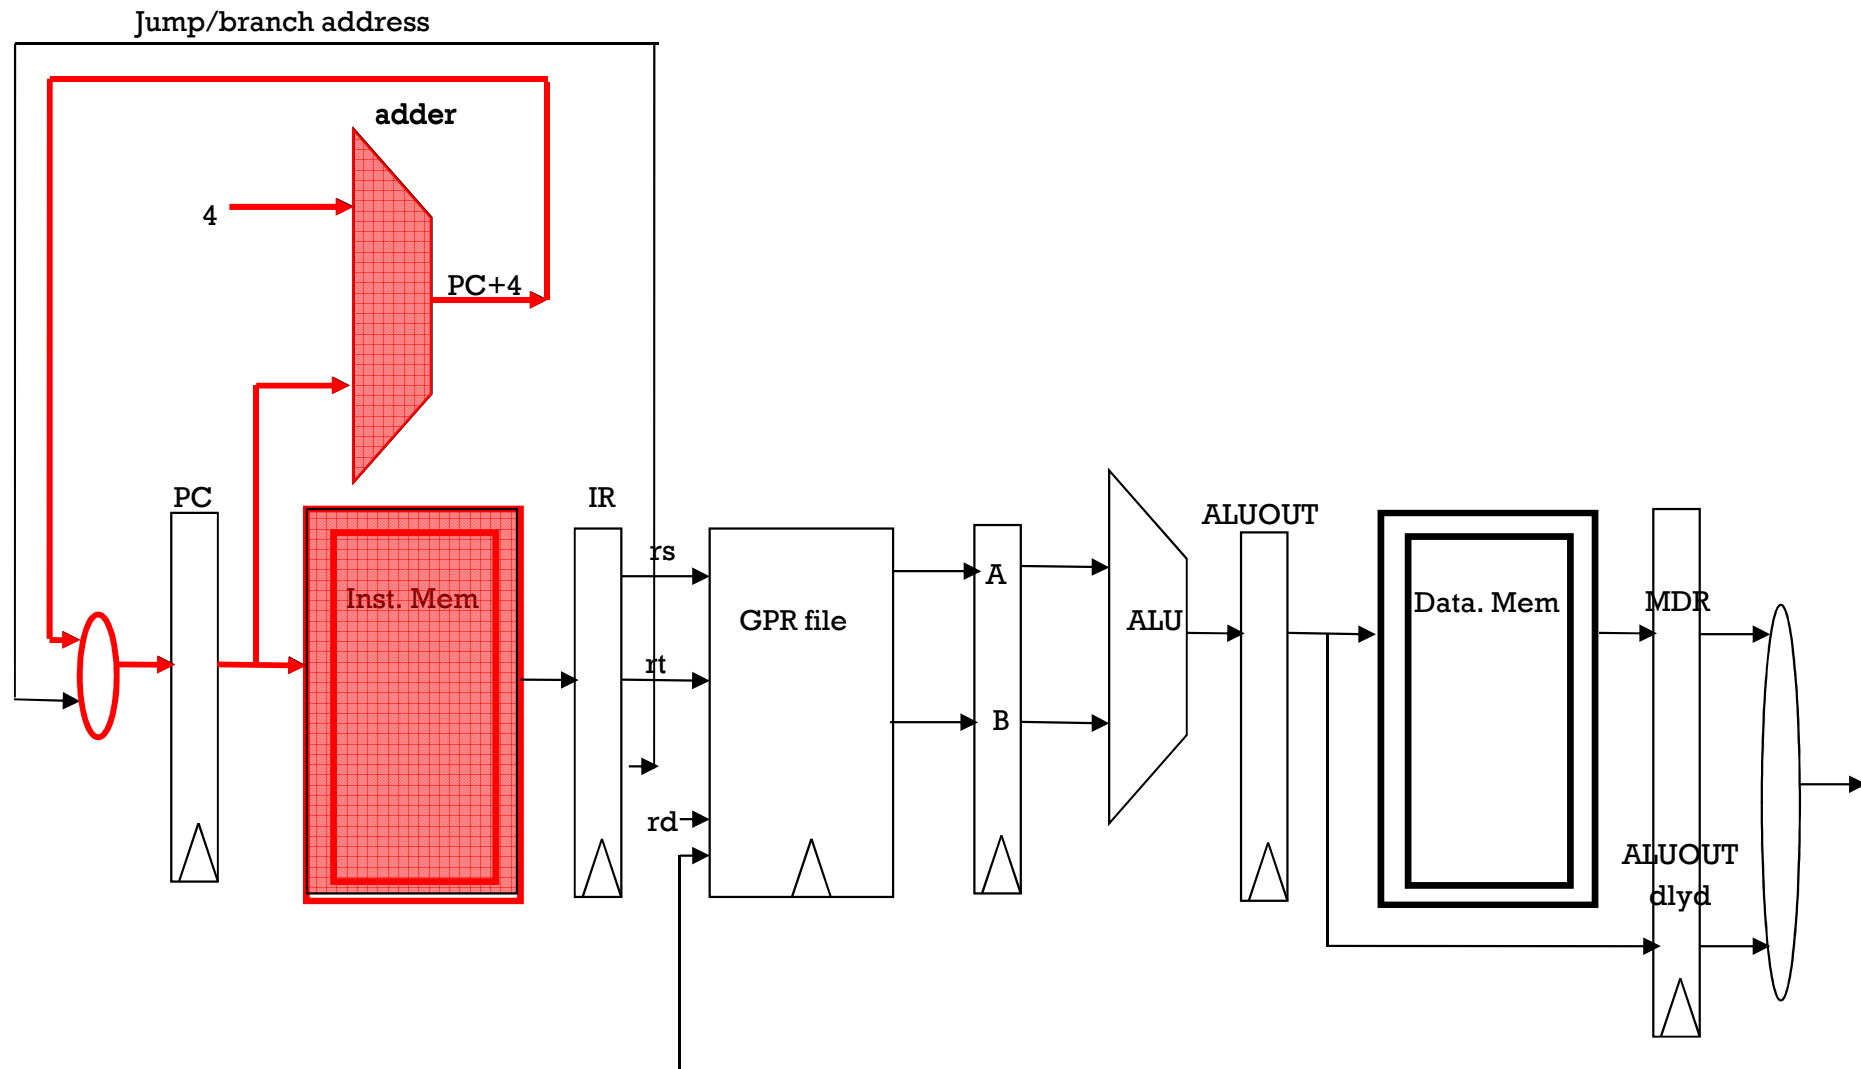 Jump/branch address
adder
4
PC+4
PC
IR
ALUOUT
rs
A
Inst. Mem
GPR file
ALU
Data. Mem
MDR
rt
B
rd
ALUOUT
dlyd